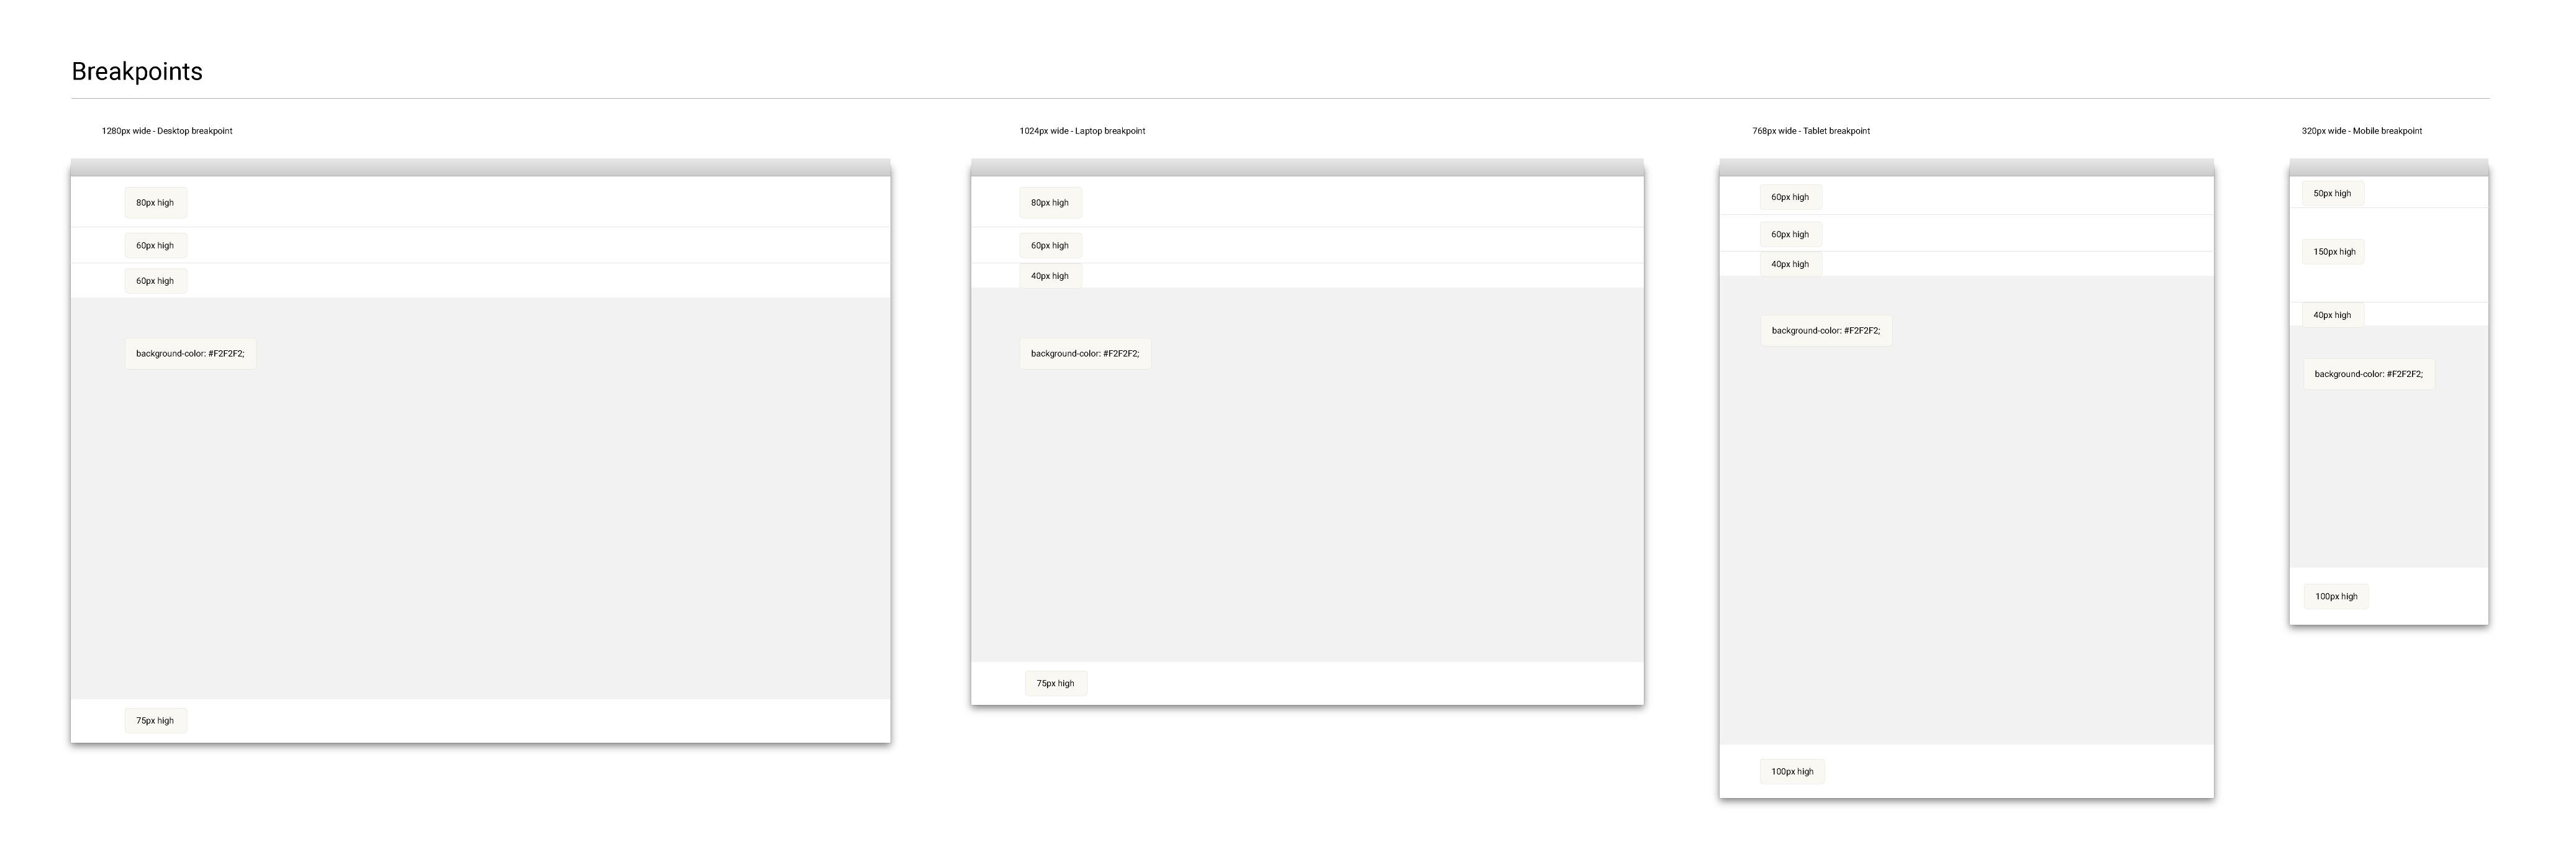 Breakpoints
1280px wide - Desktop breakpoint
80px high
60px high
60px high
background-color: #F2F2F2;
75px high
1024px wide - Laptop breakpoint
80px high
60px high
40px high
background-color: #F2F2F2;
75px high
768px wide - Tablet breakpoint
60px high
60px high
40px high
background-color: #F2F2F2;
100px high
320px wide - Mobile breakpoint
50px high
150px high
40px high
background-color: #F2F2F2;
100px high